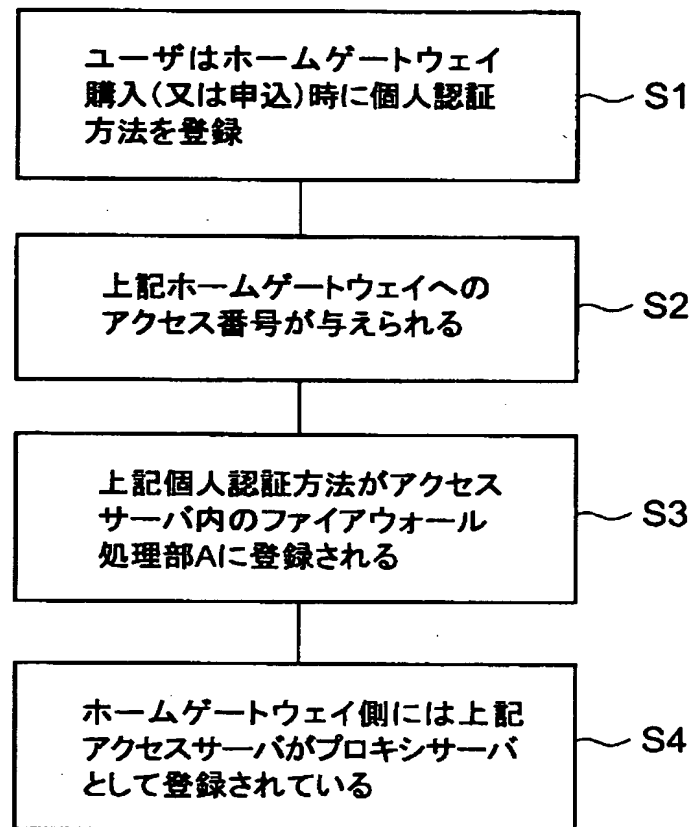 ユーザはホームゲートウェイ
購入(又は申込)時に個人認証
方法を登録
S1
上記ホームゲートウェイへの
アクセス番号が与えられる
S2
上記個人認証方法がアクセス
サーバ内のファイアウォール
処理部Aに登録される
S3
ホームゲートウェイ側には上記
アクセスサーバがプロキシサーバ
として登録されている
S4